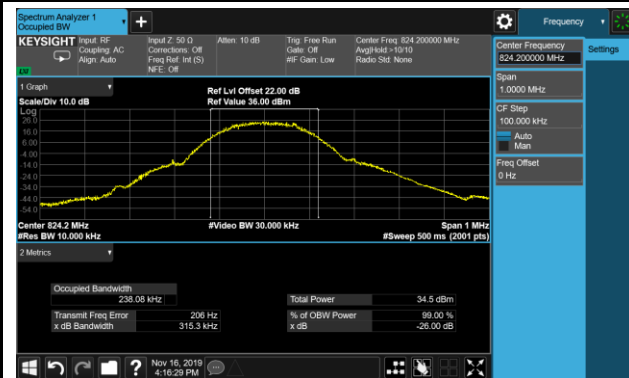 Spectrum Analyzer 1
Occupied BW
Frequency
KEYSIGHT
Input: RF
Coupling: AC
Align: Auto
Input Z: 50 Ω
Corrections: Off
Freq Ref: Int (S)
NFE: Off
Atten: 10 dB
Trig: Free Run
Gate: Off
#IF Gain: Low
Center Freq: 824.200000 MHz
Avg|Hold:>10/10
Radio Std: None
Center Frequency
824.200000 MHz
Settings
Span
1.0000 MHz
CF Step
100.000 kHz
Auto
Man
Freq Offset
0 Hz
1 Graph
Scale/Div 10.0 dB
Ref Lvl Offset 22.00 dB
Ref Value 36.00 dBm
Log
26.0
16.0
6.00
-4.00
-14.0
-24.0
-34.0
-44.0
-54.0
Center 824.2 MHz
#Res BW 10.000 kHz
#Video BW 30.000 kHz
Span 1 MHz
#Sweep 500 ms (2001 pts)
2 Metrics
Occupied Bandwidth
238.08 kHz
Total Power 34.5 dBm
Transmit Freq Error 206 Hz
% of OBW Power 99.00 %
x dB Bandwidth 315.3 kHz
x dB -26.00 dB
Nov 16, 2019
4:16:29 PM